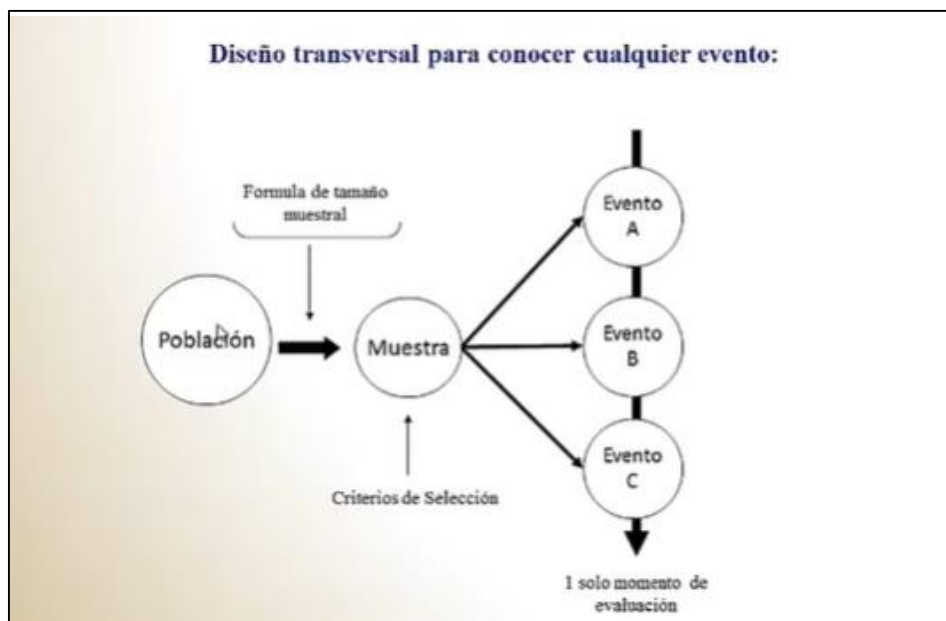 Diseño transversal para conocer cualquier evento:
Formula de tamaño
muestral
Población
Muestra
Criterios de Selección
Evento
A
Evento
B
Evento
C
1 solo momento de
evaluación